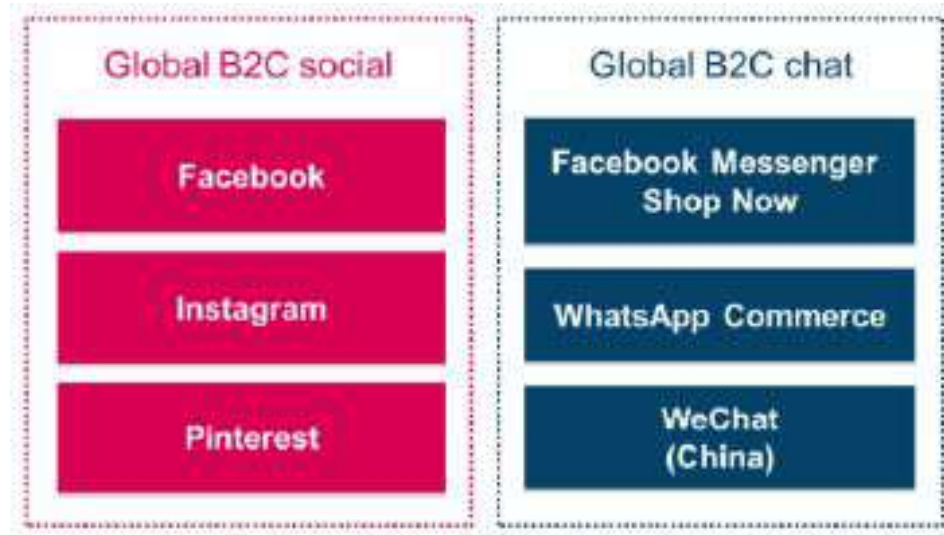 Global B2C social
Facebook
Instagram
Pinterest
Global B2C chat
Facebook Messenger
Shop Now
WhatsApp Commerce
WeChat
(China)